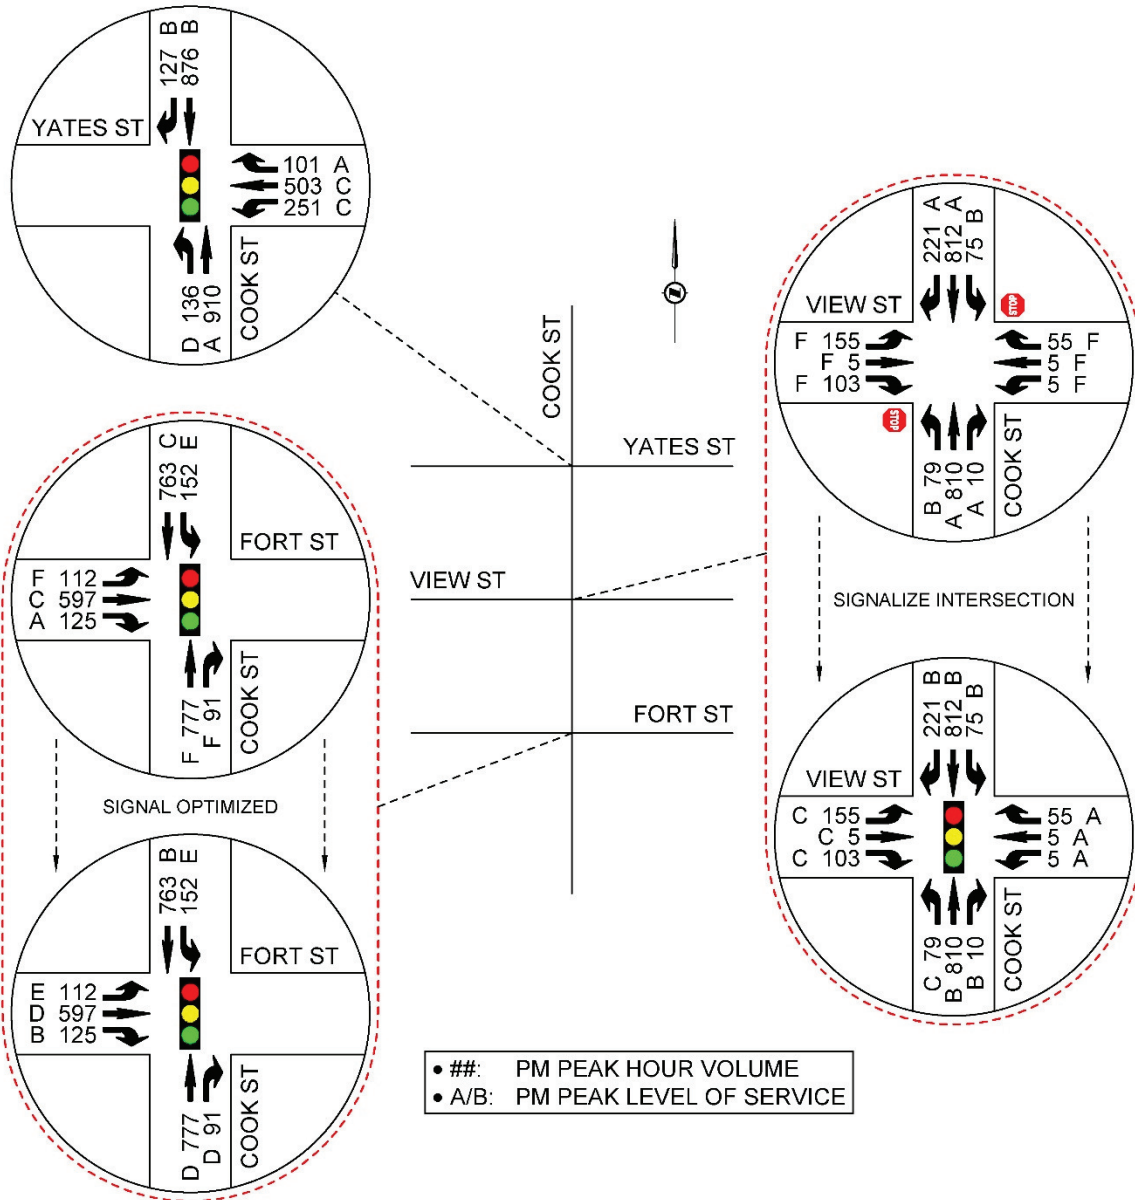 127 B
876 B
YATES ST
101 A
503 C
251 C
D 136
A 910
COOK ST
COOK ST
YATES ST
VIEW ST
FORT ST
221 A
812 A
75 B
VIEW ST
STOP
F 155
F 5
F 103
55 F
5 F
5 F
STOP
B 79
A 810
A 10
COOK ST
SIGNALIZE INTERSECTION
221 B
812 B
75 B
VIEW ST
C 155
C 5
C 103
55 A
5 A
5 A
C 79
B 810
B 10
COOK ST
763 C
152 E
FORT ST
F 112
C 597
A 125
F 777
F 91
COOK ST
SIGNAL OPTIMIZED
763 B
152 E
FORT ST
E 112
D 597
B 125
D 777
D 91
COOK ST
• ##: PM PEAK HOUR VOLUME
• A/B: PM PEAK LEVEL OF SERVICE